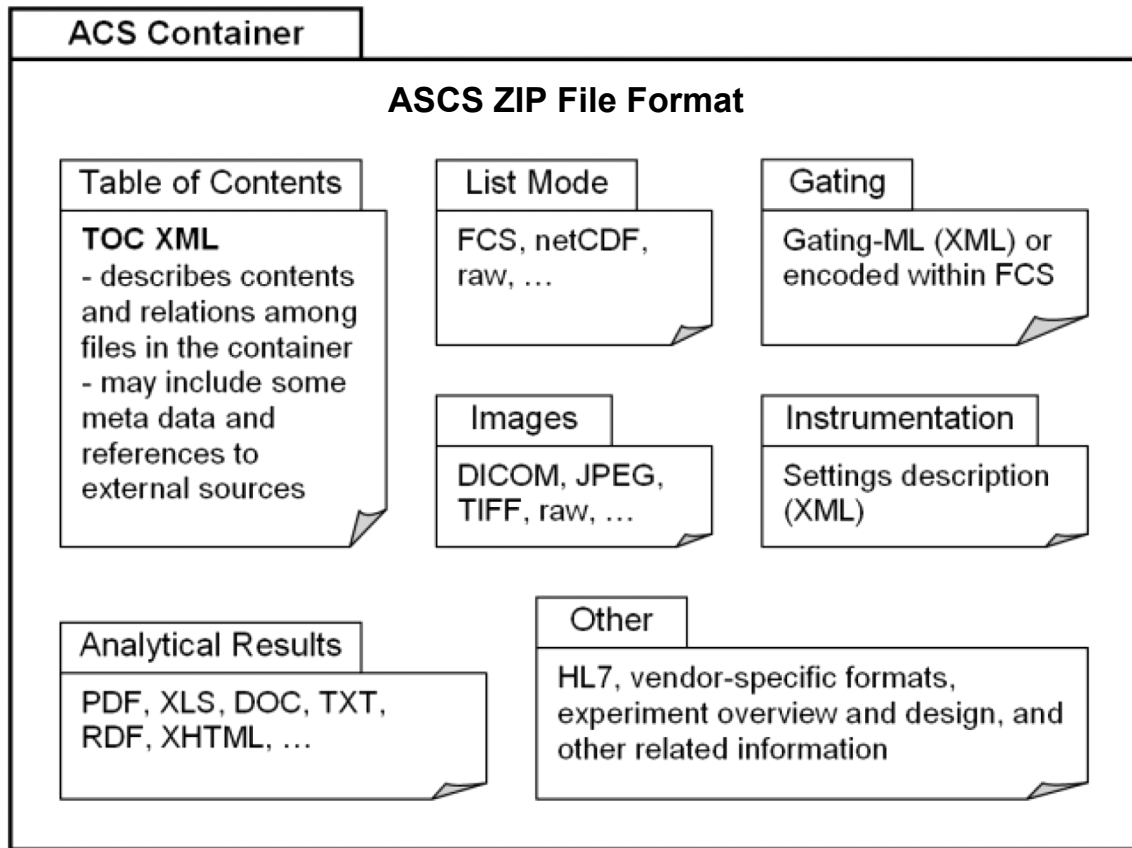 ACS Container
ASCS ZIP File Format
Table of Contents
TOC XML
- describes contents
and relations among
files in the container
- may include some
meta data and
references to
external sources
List Mode
FCS, netCDF,
raw, …
Gating
Gating-ML (XML) or
encoded within FCS
Images
DICOM, JPEG,
TIFF, raw, …
Instrumentation
Settings description
(XML)
Analytical Results
PDF, XLS, DOC, TXT,
RDF, XHTML, …
Other
HL7, vendor-specific formats,
experiment overview and design, and
other related information